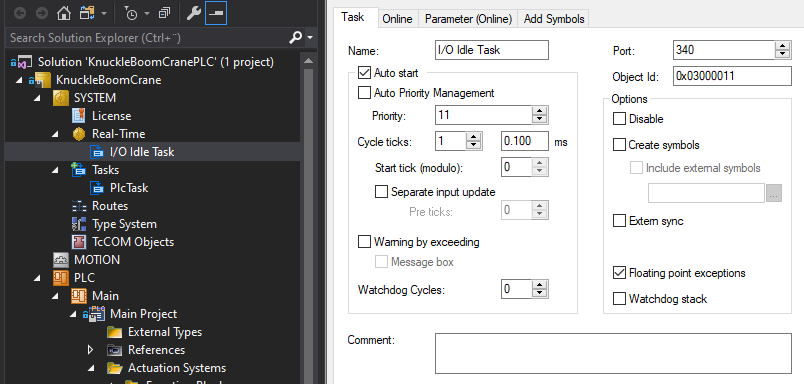 Search Solution Explorer (Ctrl+¨)
Solution 'KnuckleBoomCranePLC' (1 project)
KnuckleBoomCrane
SYSTEM
License
Real-Time
I/O Idle Task
Tasks
PlcTask
Routes
Type System
TcCOM Objects
MOTION
PLC
Main
Main Project
External Types
References
Actuation Systems
Task
Online
Parameter (Online)
Add Symbols
Name: I/O Idle Task
Auto start
Auto Priority Management
Priority: 11
Cycle ticks: 1 0.100 ms
Start tick (modulo): 0
Separate input update
Pre ticks: 0
Warning by exceeding
Message box
Watchdog Cycles: 0
Port: 340
Object Id: 0x03000011
Options
Disable
Create symbols
Include external symbols
...
Extern sync
Floating point exceptions
Watchdog stack
Comment: